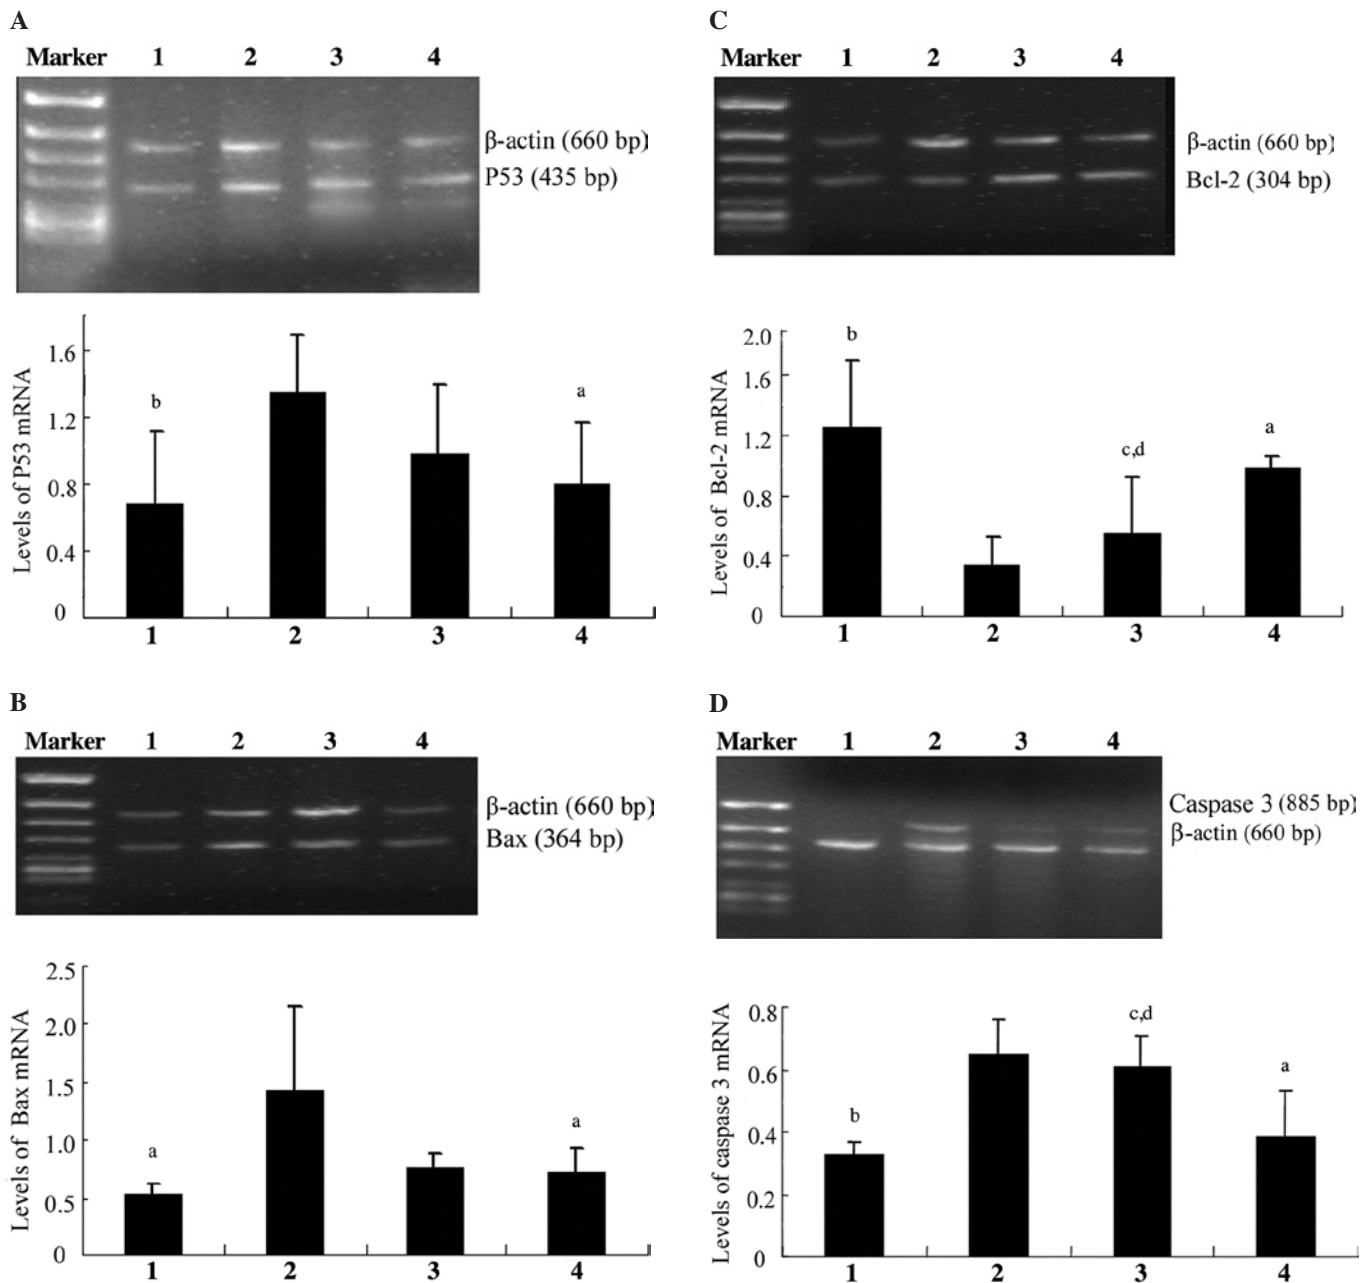 A
Marker 1 2 3 4
β-actin (660 bp)
P53 (435 bp)
Levels of P53 mRNA
1.6
1.2
0.8
0.4
0
b
a
1 2 3 4
B
Marker 1 2 3 4
β-actin (660 bp)
Bax (364 bp)
Levels of Bax mRNA
2.5
2.0
1.5
1.0
0.5
0
a
a
1 2 3 4
C
Marker 1 2 3 4
β-actin (660 bp)
Bcl-2 (304 bp)
Levels of Bcl-2 mRNA
2.0
1.6
1.2
0.8
0.4
0
b
c,d
a
1 2 3 4
D
Marker 1 2 3 4
Caspase 3 (885 bp)
β-actin (660 bp)
Levels of caspase 3 mRNA
0.8
0.6
0.4
0.2
0
b
c,d
a
1 2 3 4